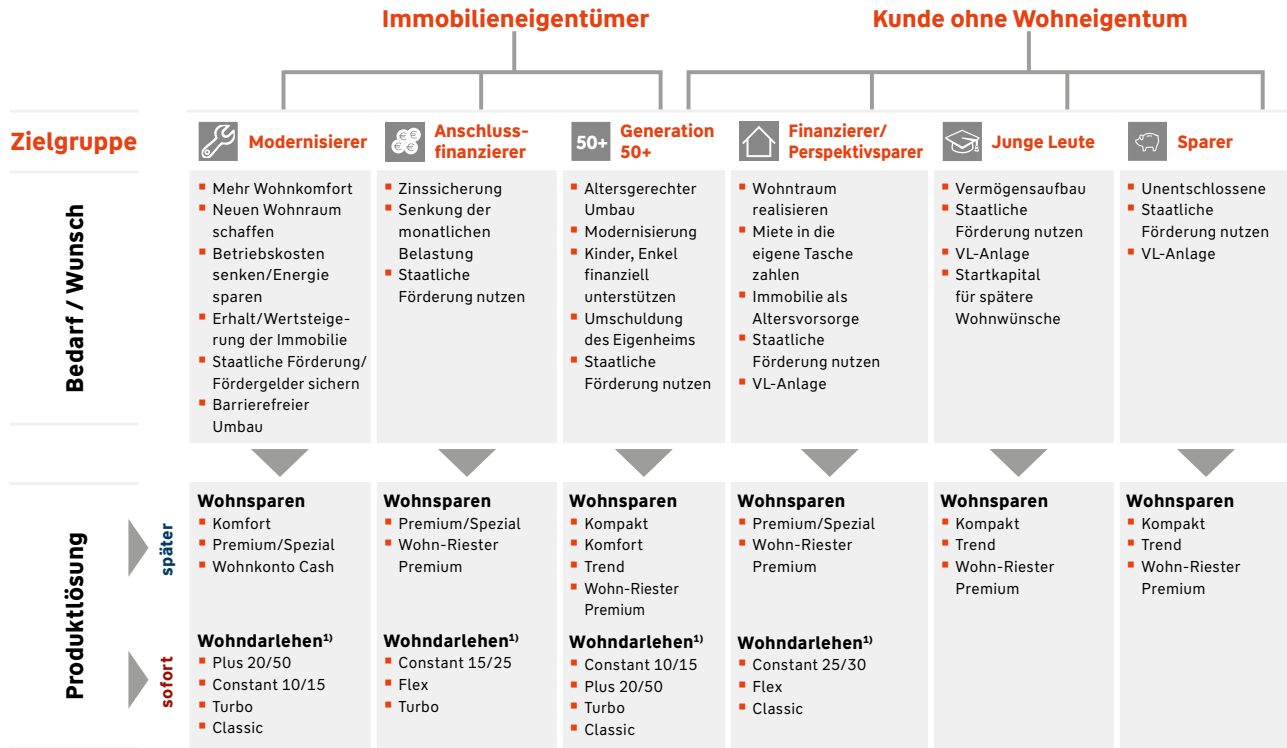 Immobilieneigentümer
Kunde ohne Wohneigentum
Zielgruppe
Modernisierer
Anschluss-
finanzierer
50+
Generation
50+
Finanzierer/
Perspektivsparer
Junge Leute
Sparer
Bedarf / Wunsch
Mehr Wohnkomfort
Neuen Wohnraum
schaffen
Betriebskosten
senken/Energie
sparen
Erhalt/Wertsteige-
rung der Immobilie
Staatliche Förderung/
Fördergelder sichern
Barrierefreier
Umbau
Zinssicherung
Senkung der
monatlichen
Belastung
Staatliche
Förderung nutzen
Altersgerechter
Umbau
Modernisierung
Kinder, Enkel
finanziell
unterstützen
Umschuldung
des Eigenheims
Staatliche
Förderung nutzen
Wohntraum
realisieren
Miete in die
eigene Tasche
zahlen
Immobilie als
Altersvorsorge
Staatliche
Förderung nutzen
VL-Anlage
Vermögensaufbau
Staatliche
Förderung nutzen
VL-Anlage
Startkapital
für spätere
Wohnwünsche
Unentschlossene
Staatliche
Förderung nutzen
VL-Anlage
Produktlösung
später
Wohnsparen
Komfort
Premium/Spezial
Wohnkonto Cash
Wohnsparen
Premium/Spezial
Wohn-Riester
Premium
Wohnsparen
Kompakt
Komfort
Trend
Wohn-Riester
Premium
Wohnsparen
Premium/Spezial
Wohn-Riester
Premium
Wohnsparen
Kompakt
Trend
Wohn-Riester
Premium
Wohnsparen
Kompakt
Trend
Wohn-Riester
Premium
sofort
Wohndarlehen¹⁾
Plus 20/50
Constant 10/15
Turbo
Classic
Wohndarlehen¹⁾
Constant 15/25
Flex
Turbo
Wohndarlehen¹⁾
Constant 10/15
Plus 20/50
Turbo
Classic
Wohndarlehen¹⁾
Constant 25/30
Flex
Classic